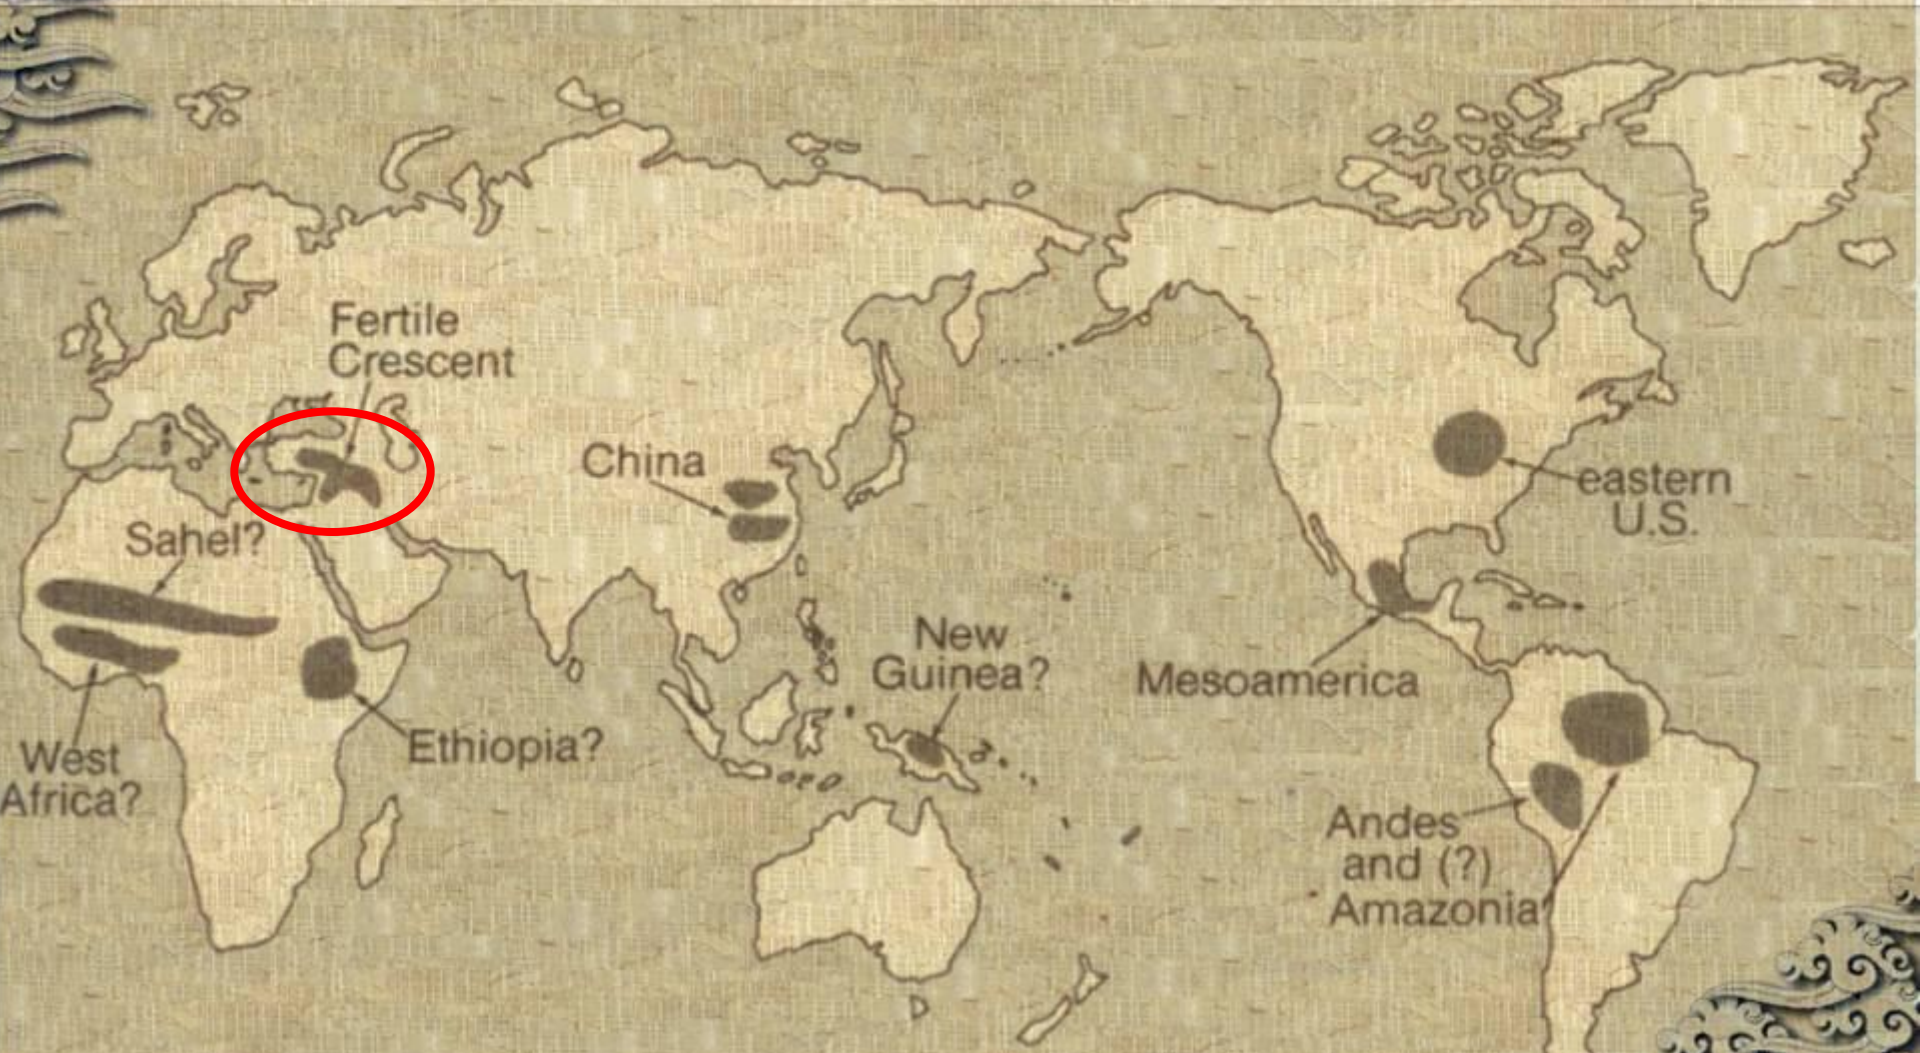 Fertile
Crescent
China
Sahel?
eastern
U.S.
New
Guinea?
Mesoamerica
West
Africa?
Ethiopia?
Andes
and (?)
Amazonia